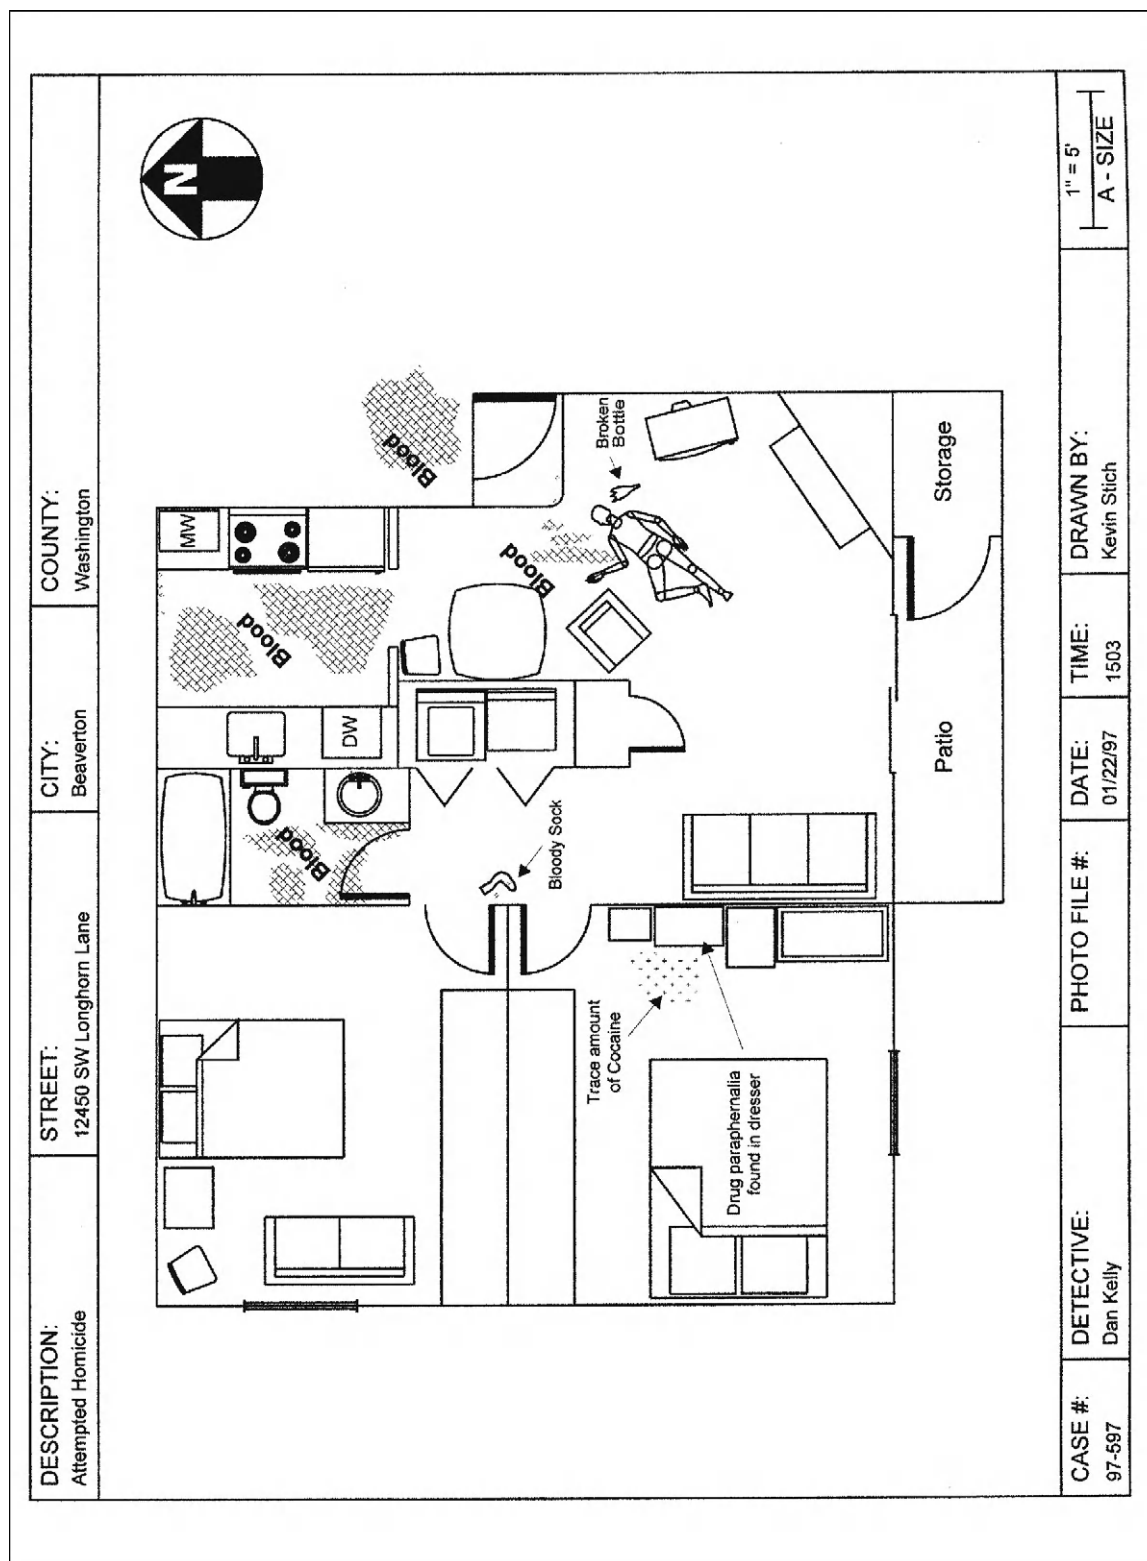 DESCRIPTION:
Attempted Homicide
STREET:
12450 SW Longhorn Lane
CITY:
Beaverton
COUNTY:
Washington
N
MW
Blood
DW
Blood
Blood
Blood
Broken
Bottle
Bloody Sock
Trace amount
of Cocaine
Drug paraphernalia
found in dresser
Patio
Storage
CASE #:
97-597
DETECTIVE:
Dan Kelly
PHOTO FILE #:
DATE:
01/22/97
TIME:
1503
DRAWN BY:
Kevin Stich
1" = 5'
A - SIZE